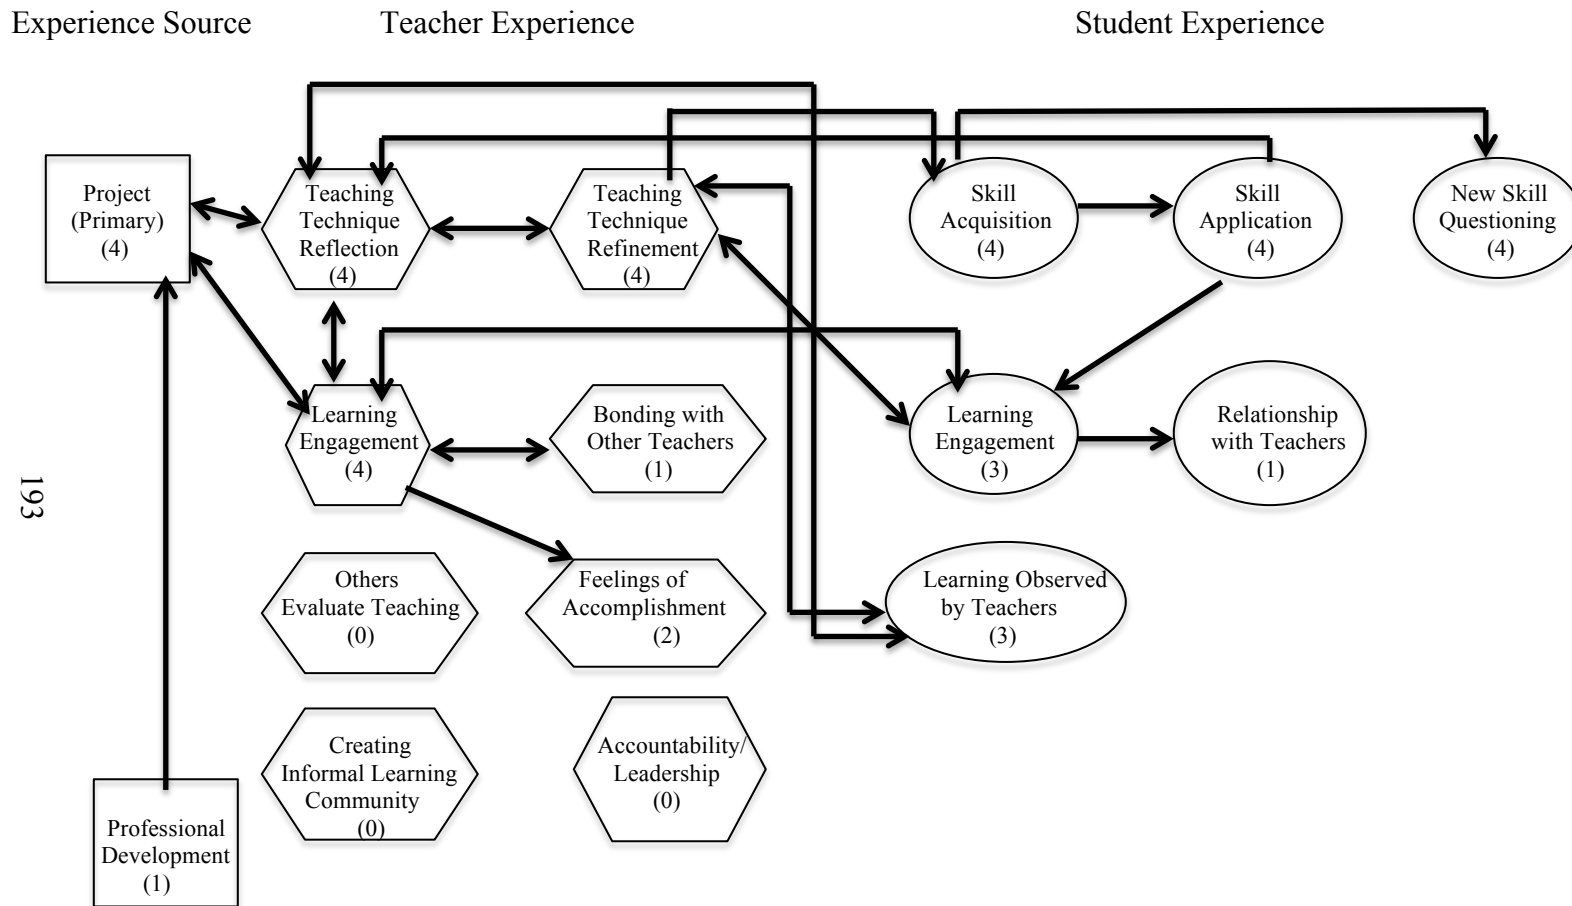 Experience Source
Teacher Experience
Student Experience
Project
(Primary)
(4)
Teaching
Technique
Reflection
(4)
Teaching
Technique
Refinement
(4)
Skill
Acquisition
(4)
Skill
Application
(4)
New Skill
Questioning
(4)
Learning
Engagement
(4)
Bonding with
Other Teachers
(1)
Learning
Engagement
(3)
Relationship
with Teachers
(1)
193
Others
Evaluate Teaching
(0)
Feelings of
Accomplishment
(2)
Learning Observed
by Teachers
(3)
Creating
Informal Learning
Community
(0)
Accountability/
Leadership
(0)
Professional
Development
(1)